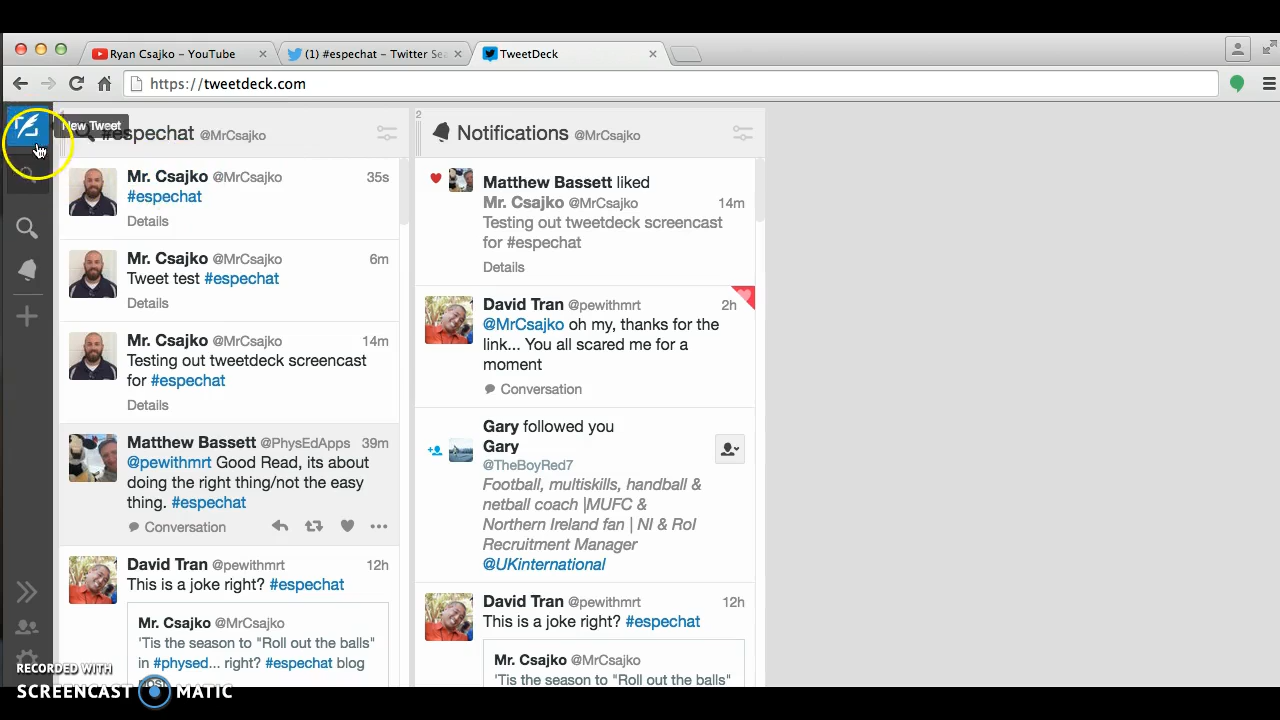 Ryan Csajko – YouTube
(1) #espechat – Twitter Sea
TweetDeck
https://tweetdeck.com
New Tweet
#espechat @MrCsajko
Mr. Csajko @MrCsajko 35s
#espechat
Details
Mr. Csajko @MrCsajko 6m
Tweet test #espechat
Details
Mr. Csajko @MrCsajko 14m
Testing out tweetdeck screencast
for #espechat
Details
Matthew Bassett @PhysEdApps 39m
@pewithmrt Good Read, its about
doing the right thing/not the easy
thing. #espechat
Conversation
David Tran @pewithmrt 12h
This is a joke right? #espechat
Mr. Csajko @MrCsajko
'Tis the season to "Roll out the balls"
in #physed... right? #espechat blog
2
Notifications @MrCsajko
Matthew Bassett liked
Mr. Csajko @MrCsajko 14m
Testing out tweetdeck screencast
for #espechat
Details
David Tran @pewithmrt 2h
@MrCsajko oh my, thanks for the
link... You all scared me for a
moment
Conversation
Gary followed you
Gary
@TheBoyRed7
Football, multiskills, handball &
netball coach |MUFC &
Northern Ireland fan | NI & RoI
Recruitment Manager
@UKinternational
David Tran @pewithmrt 12h
This is a joke right? #espechat
Mr. Csajko @MrCsajko
'Tis the season to "Roll out the balls"
RECORDED WITH
SCREENCAST MATIC